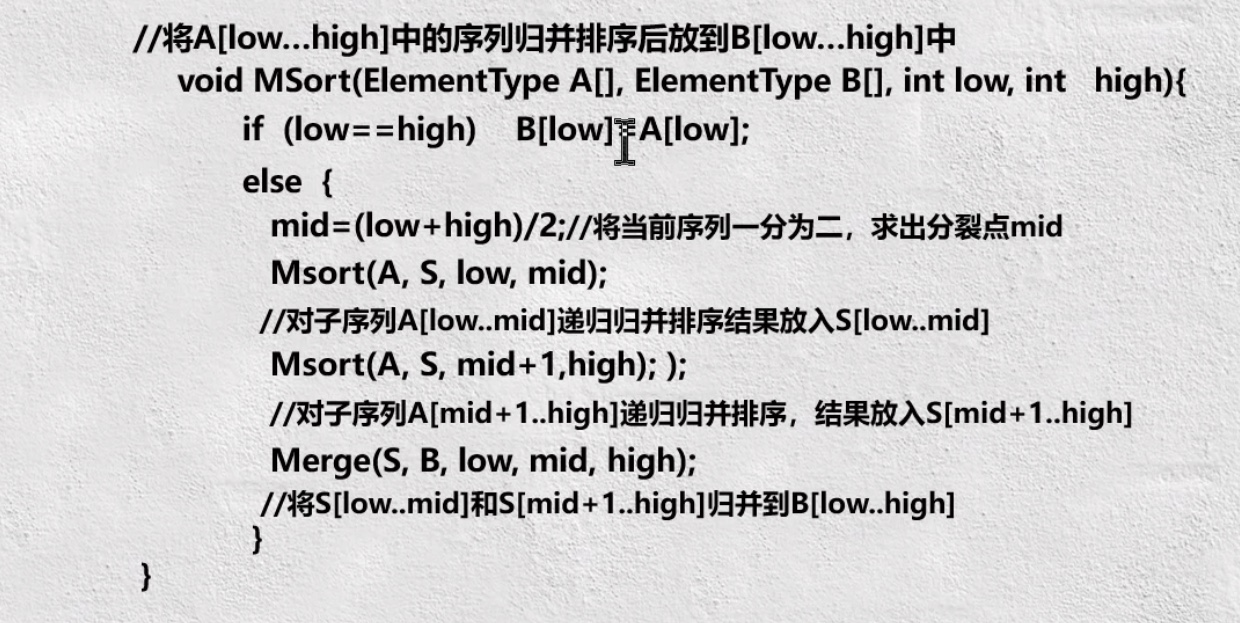 //将A[low...high]中的序列归并排序后放到B[low...high]中
void MSort(ElementType A[], ElementType B[], int low, int high){
if (low==high) B[low]=A[low];
else {
mid=(low+high)/2;//将当前序列一分为二，求出分裂点mid
Msort(A, S, low, mid);
//对子序列A[low..mid]递归归并排序结果放入S[low..mid]
Msort(A, S, mid+1,high); );
//对子序列A[mid+1..high]递归归并排序，结果放入S[mid+1..high]
Merge(S, B, low, mid, high);
//将S[low..mid]和S[mid+1..high]归并到B[low..high]
}
}